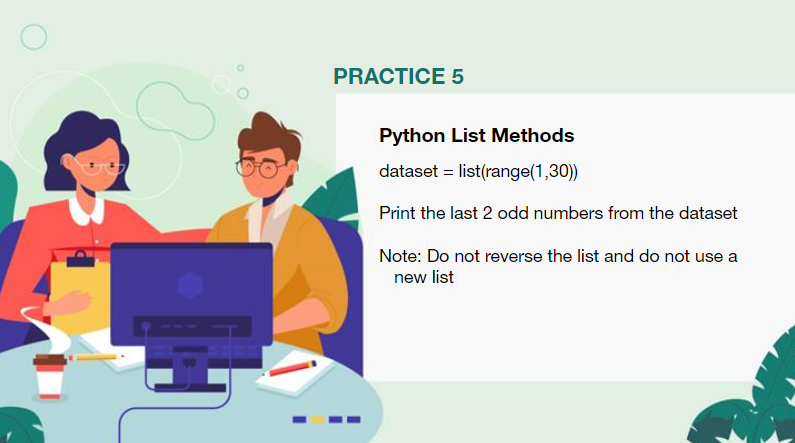 PRACTICE 5
Python List Methods
dataset = list(range(1,30))
Print the last 2 odd numbers from the dataset
Note: Do not reverse the list and do not use a
new list